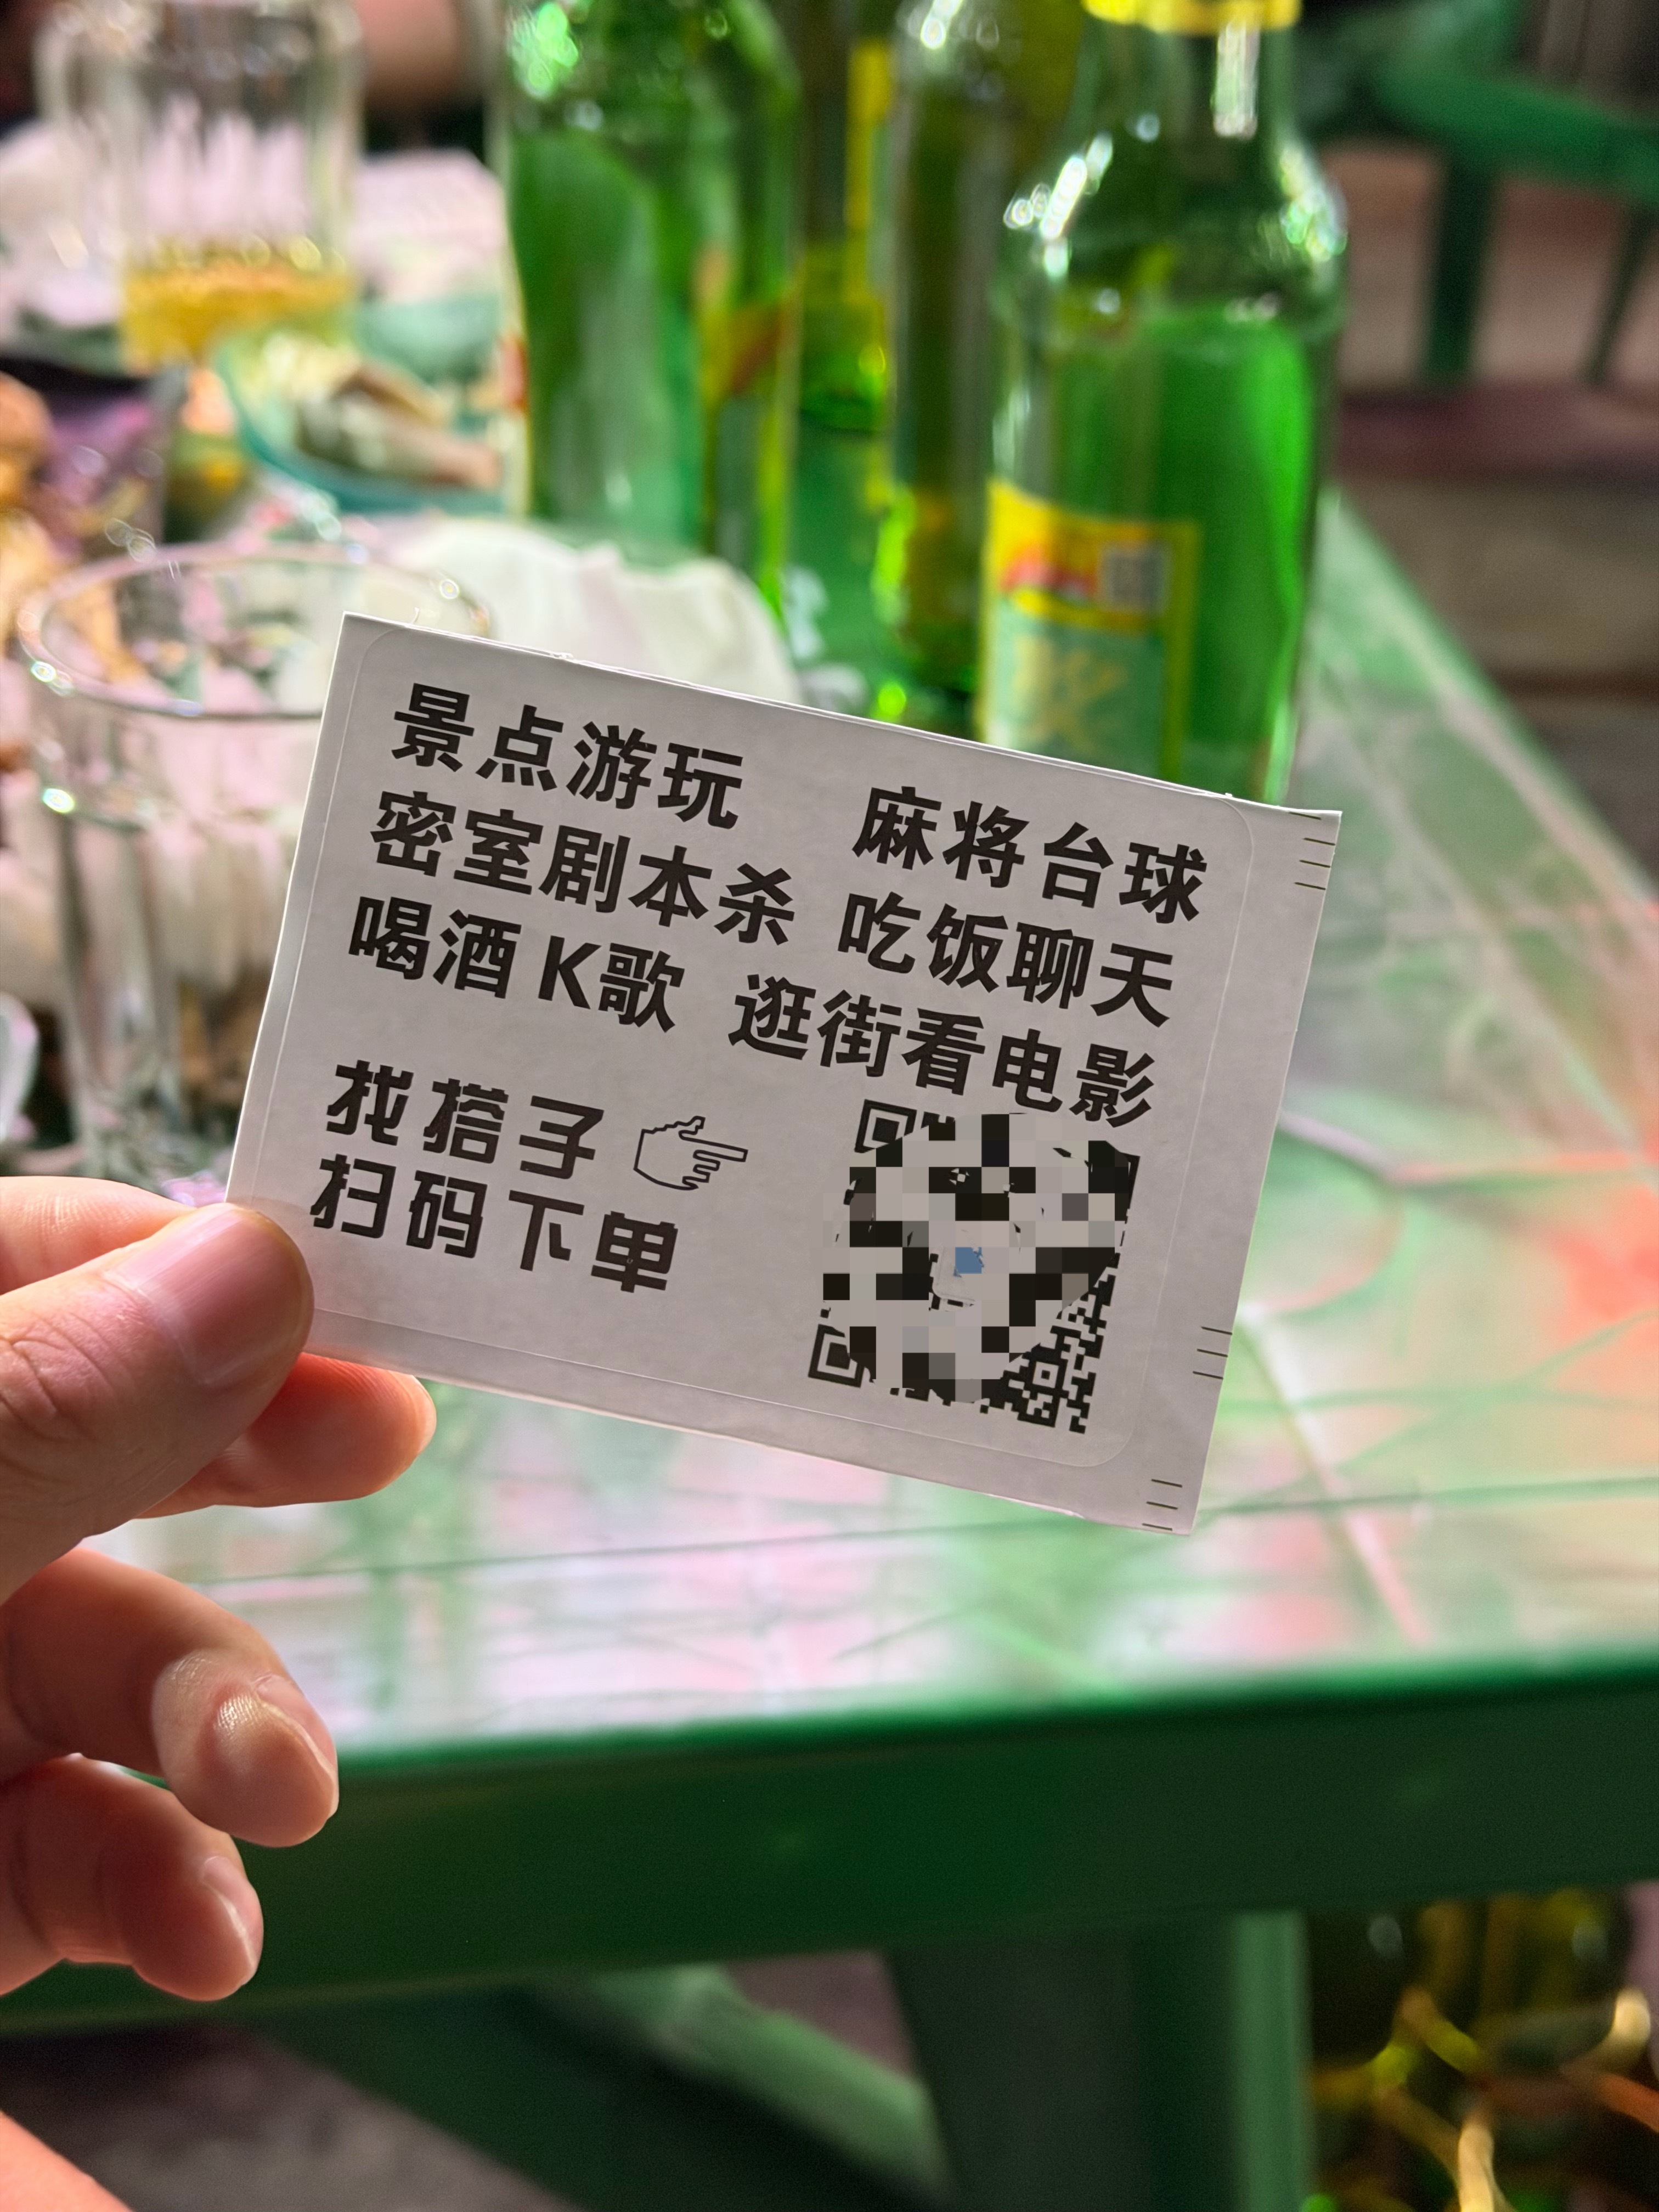 景点游玩 麻将台球
密室剧本杀 吃饭聊天
喝酒K歌 逛街看电影
找搭子
扫码下单